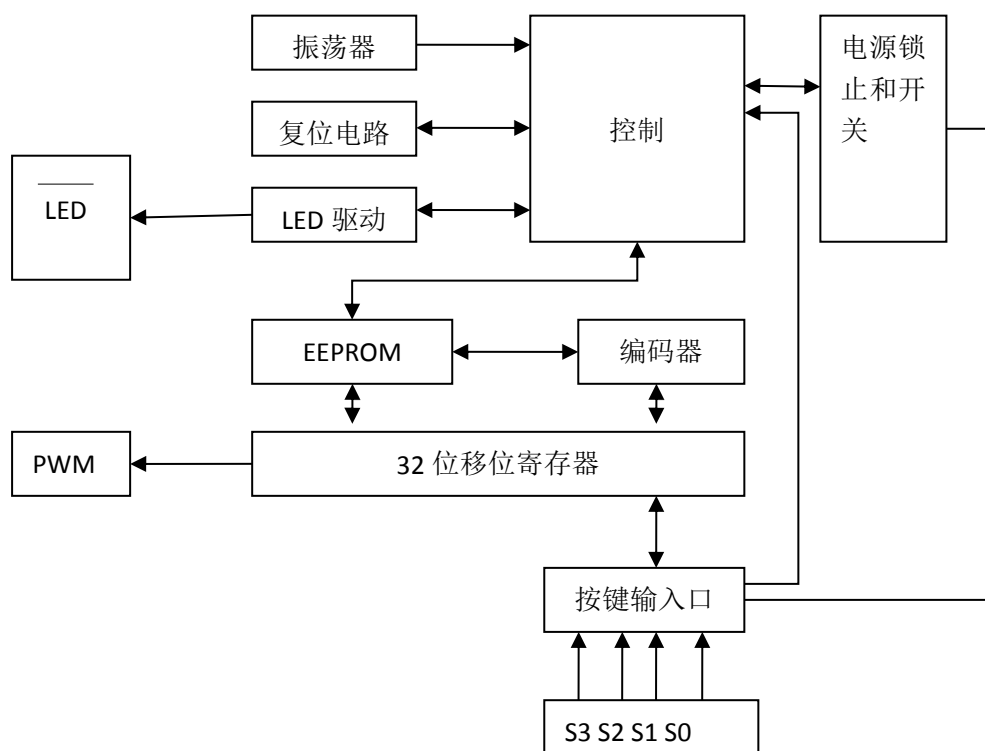 振荡器
复位电路
LED 驱动
控制
电源锁
止和开
关
LED
EEPROM
编码器
PWM
32 位移位寄存器
按键输入口
S3 S2 S1 S0